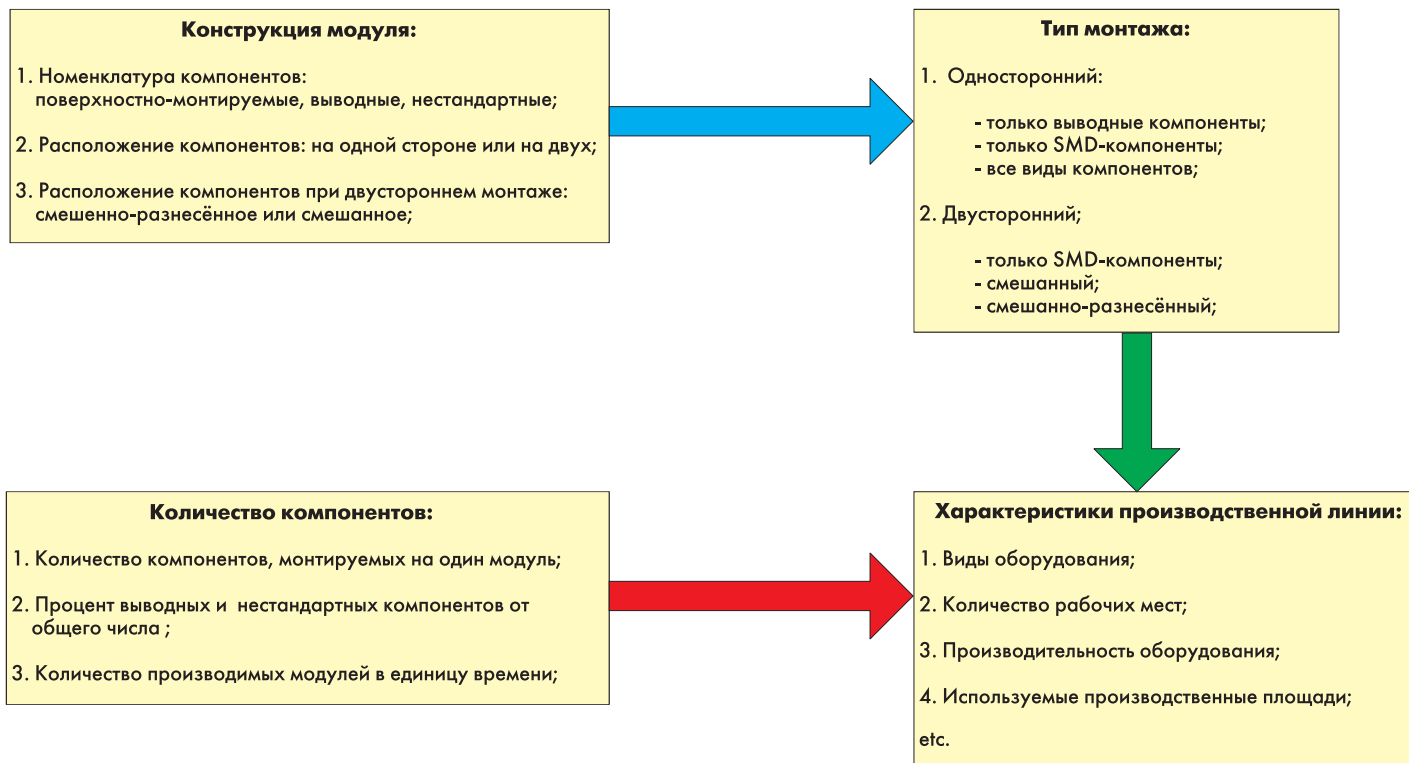 Конструкция модуля:
1. Номенклатура компонентов:
поверхностно-монтируемые, выводные, нестандартные;
2. Расположение компонентов: на одной стороне или на двух;
3. Расположение компонентов при двустороннем монтаже:
смешенно-разнесённое или смешанное;
Тип монтажа:
1. Односторонний:
- только выводные компоненты;
- только SMD-компоненты;
- все виды компонентов;
2. Двусторонний;
- только SMD-компоненты;
- смешанный;
- смешанно-разнесённый;
Количество компонентов:
1. Количество компонентов, монтируемых на один модуль;
2. Процент выводных и нестандартных компонентов от
общего числа ;
3. Количество производимых модулей в единицу времени;
Характеристики производственной линии:
1. Виды оборудования;
2. Количество рабочих мест;
3. Производительность оборудования;
4. Используемые производственные площади;
etc.